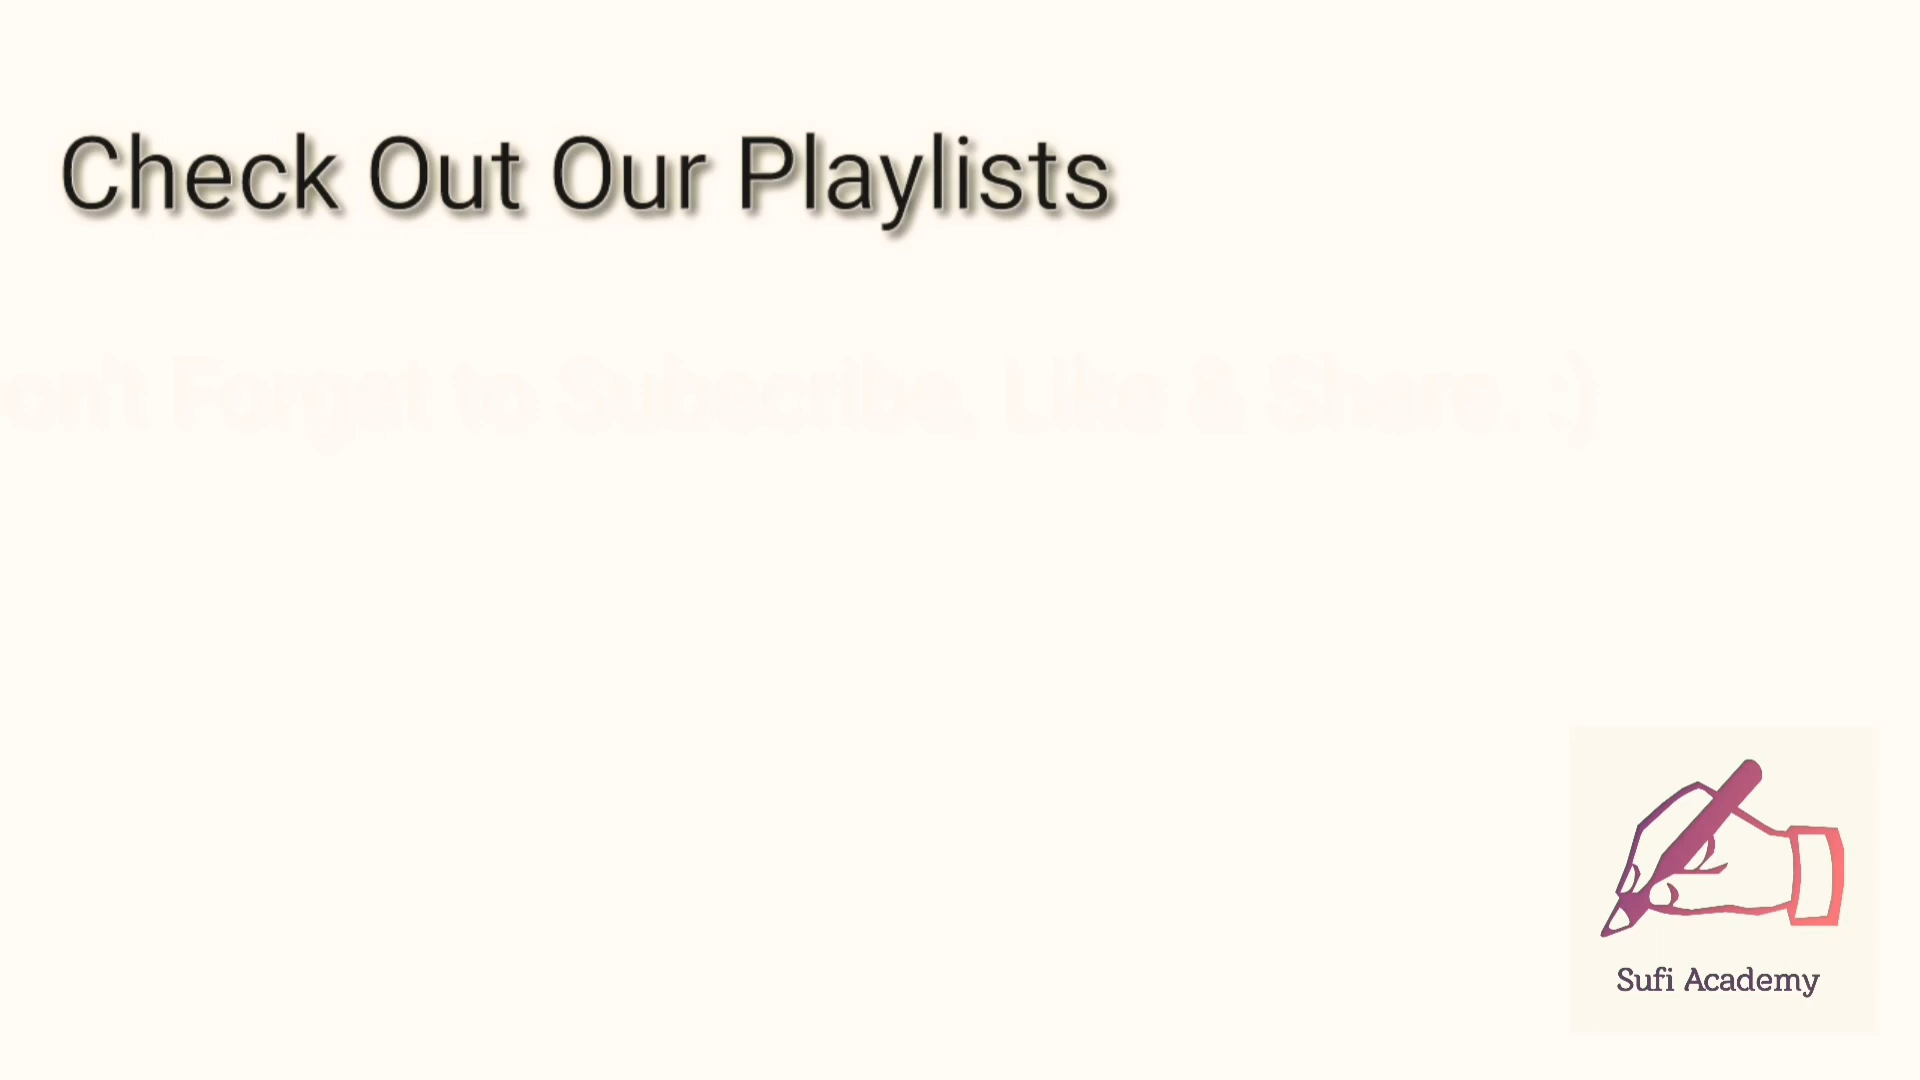 Check Out Our Playlists
on't Forget to Subscribe, Like & Share. :)
Sufi Academy